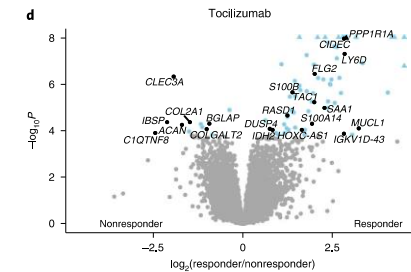 d
Tocilizumab
8
6
4
2
0
–log10P
PPP1R1A
CIDEC
LY6D
FLG2
CLEC3A
S100B
TAC1
SAA1
RASD1
COL2A1
IBSP
BGLAP
S100A14
DUSP4
MUCL1
ACAN
COLGALT2
IDH2
HOXC-AS1
C1QTNF8
IGKV1D-43
Nonresponder
Responder
–2.5
0
2.5
log2(responder/nonresponder)